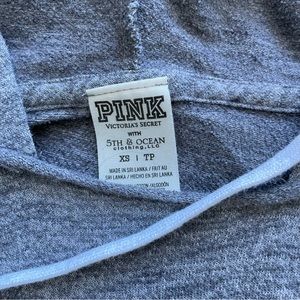 PINK
VICTORIA'S SECRET
WITH
5TH & OCEAN
clothing, LLC
XS | TP
MADE IN SRI LANKA / FAIT AU
SRI LANKA / HECHO EN SRI LANKA
/ALGODÓN